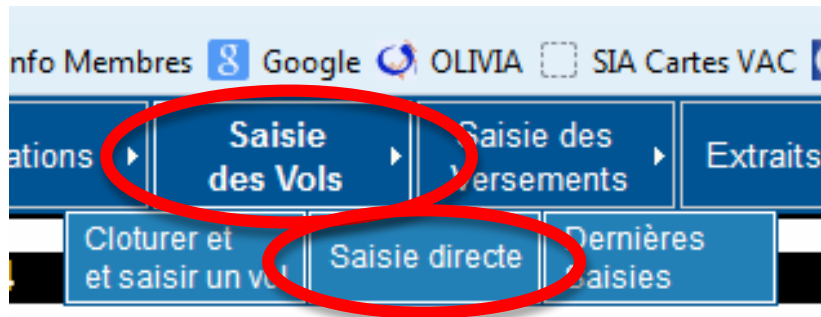 nfo Membres Google OLIVIA SIA Cartes VAC
ations Saisie des Vols Saisie des Versements Extraits
Cloturer et et saisir un vol Saisie directe Dernières Saisies
4